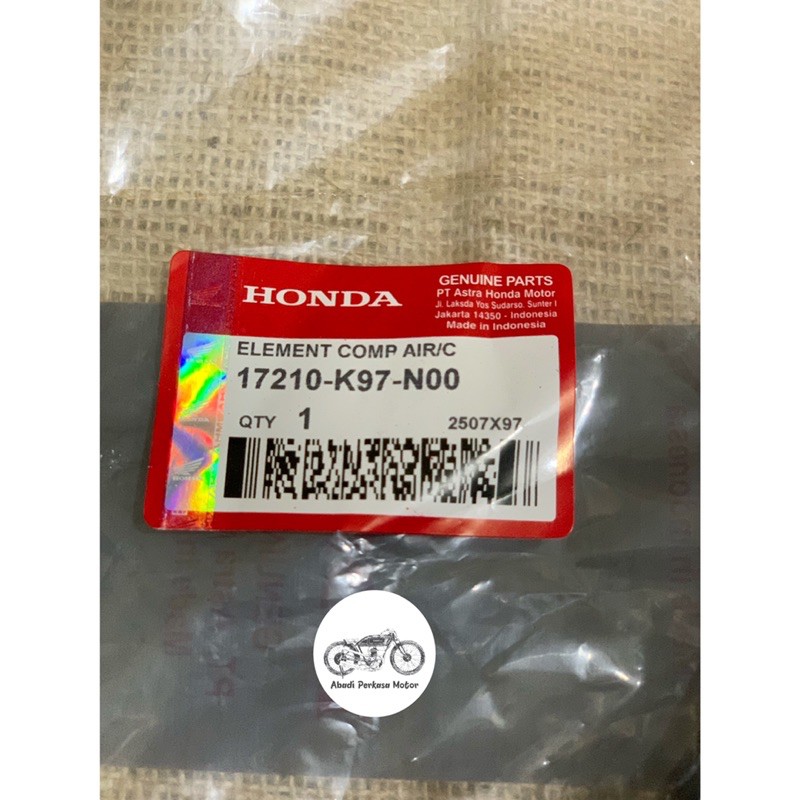 HONDA
GENUINE PARTS
PT Astra Honda Motor
Jl. Laksda Yos Sudarso. Sunter I
Jakarta 14350 - Indonesia
Made in Indonesia
ELEMENT COMP AIR/C
17210-K97-N00
QTY 1
2507X97
HONDA
Abadi Perkasa Motor